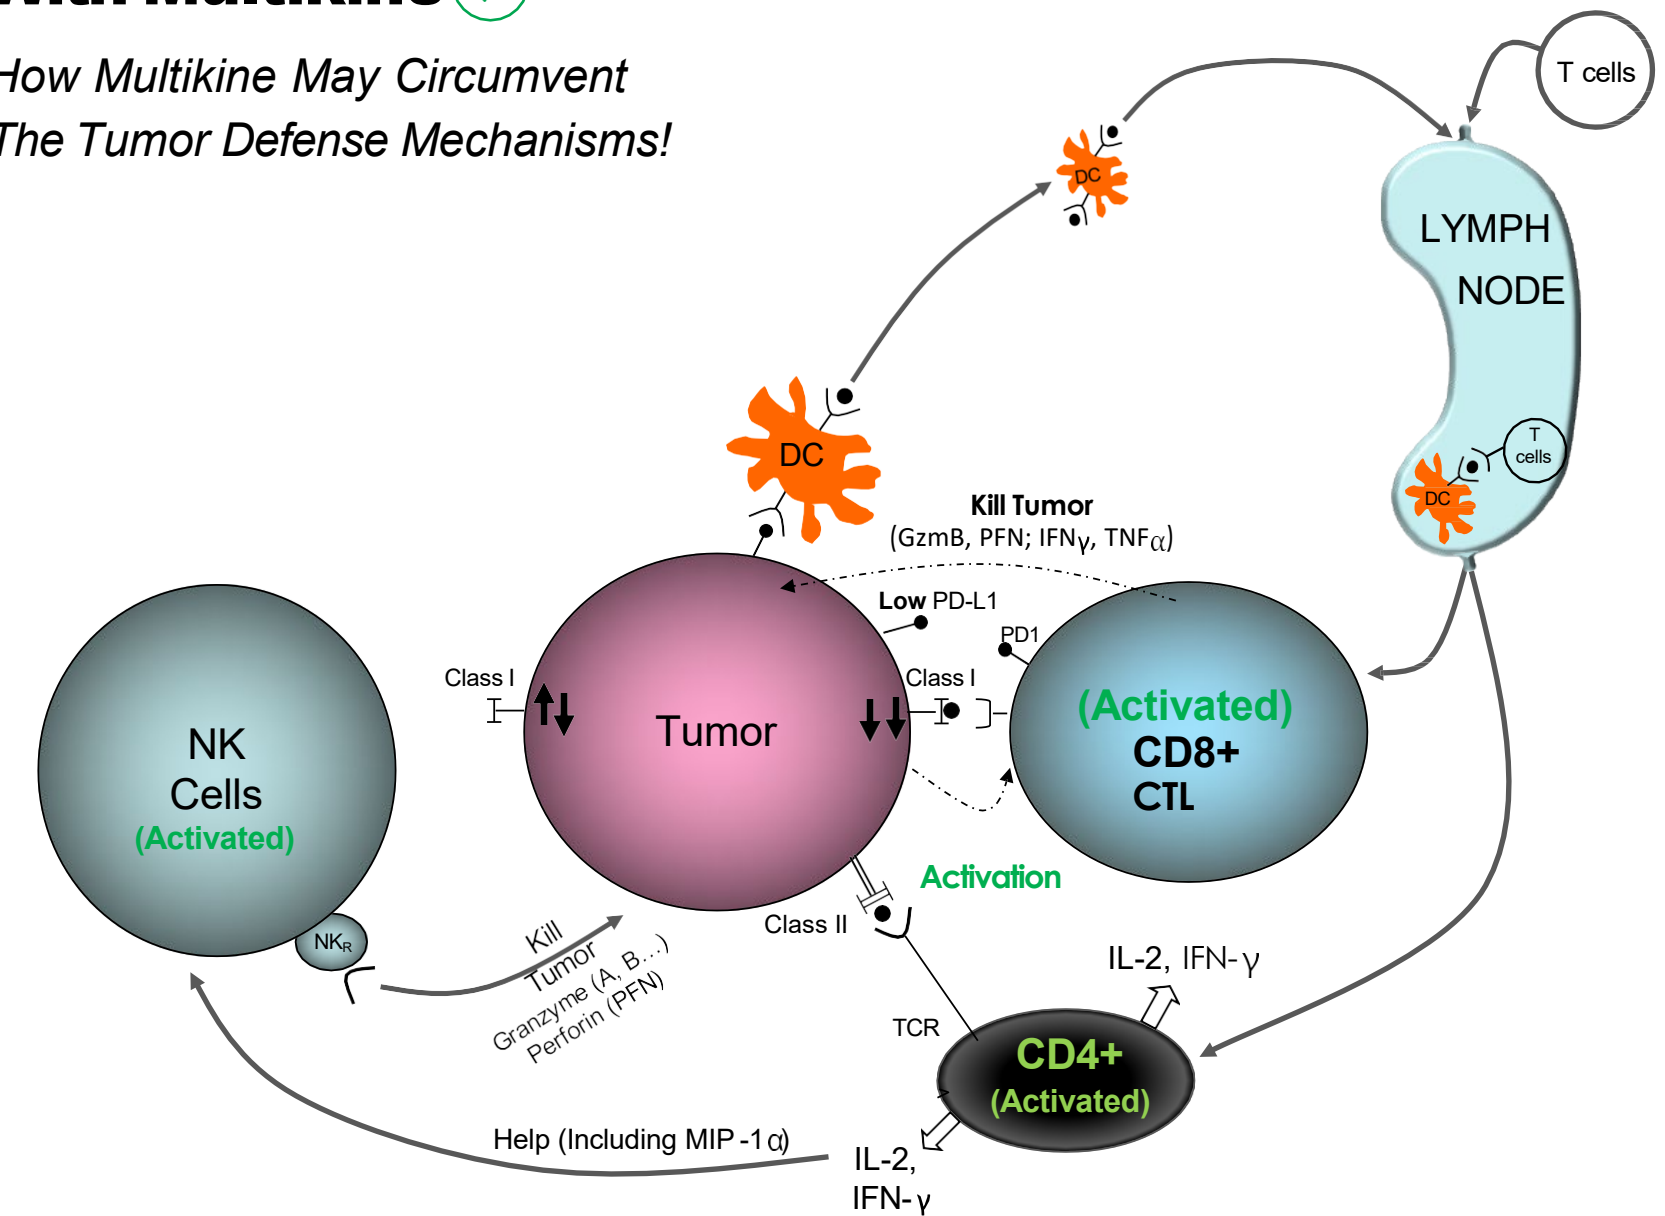 with Multikine
How Multikine May Circumvent
The Tumor Defense Mechanisms!
T cells
DC
LYMPH
NODE
DC
T
cells
DC
Kill Tumor
(GzmB, PFN; IFNγ, TNFα)
Low PD-L1
PD1
Class I
Class I
Tumor
(Activated)
CD8+
CTL
NK
Cells
(Activated)
NKR
Activation
Class II
Kill
Tumor
Granzyme (A, B…)
Perforin (PFN)
IL-2, IFN-γ
TCR
CD4+
(Activated)
Help (Including MIP-1α)
IL-2,
IFN-γ